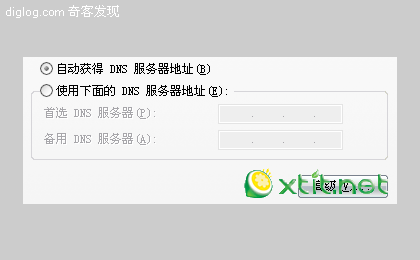 diglog.com 奇客发现
自动获得 DNS 服务器地址(B)
使用下面的 DNS 服务器地址(E):
首选 DNS 服务器(P):
备用 DNS 服务器(A):
xtit.net
高级(V)...